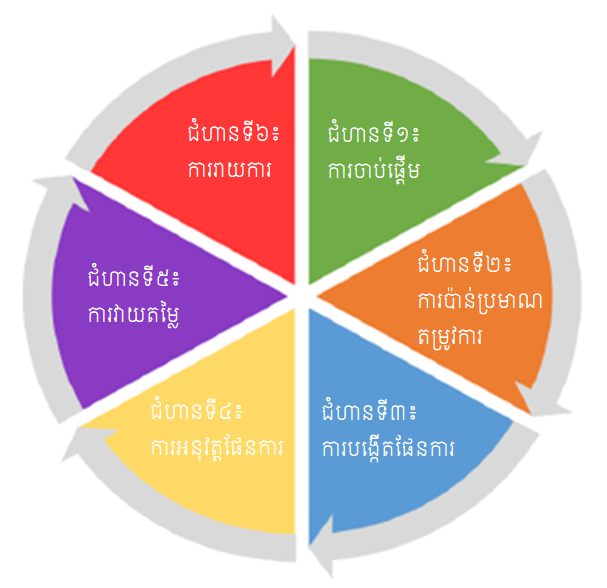 ជំហានទី១៖
ការចាប់ផ្ដើម
ជំហានទី២៖
ការប៉ាន់ប្រមាណ
តម្រូវការ
ជំហានទី៣៖
ការបង្កើតផែនការ
ជំហានទី៤៖
ការអនុវត្តផែនការ
ជំហានទី៥៖
ការវាយតម្លៃ
ជំហានទី៦៖
ការរាយការ